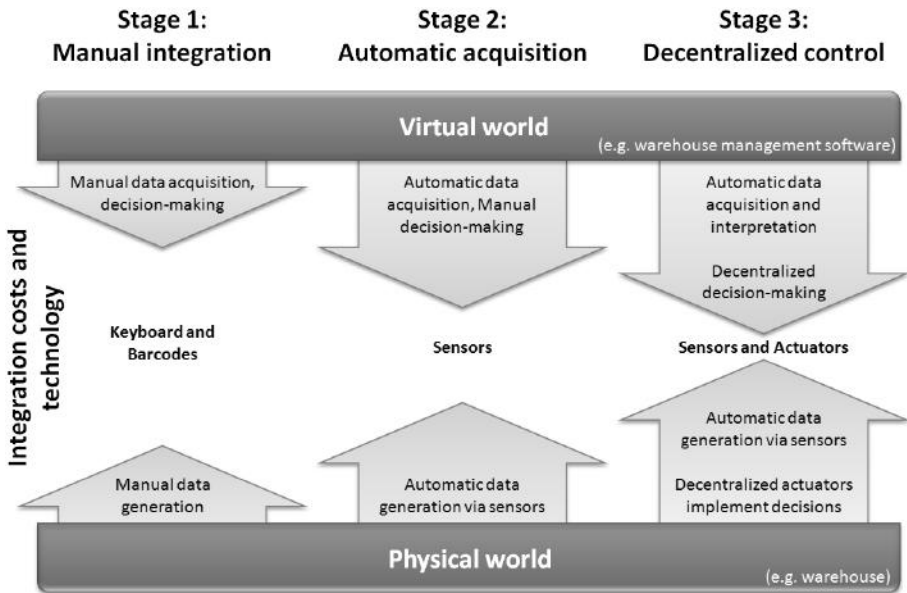 Stage 1:
Manual integration
Stage 2:
Automatic acquisition
Stage 3:
Decentralized control
Virtual world
(e.g. warehouse management software)
Manual data acquisition,
decision-making
Automatic data
acquisition, Manual
decision-making
Automatic data
acquisition and
interpretation
Decentralized
decision-making
Integration costs and
technology
Keyboard and
Barcodes
Sensors
Sensors and Actuators
Manual data
generation
Automatic data
generation via sensors
Automatic data
generation via sensors
Decentralized actuators
implement decisions
Physical world
(e.g. warehouse)